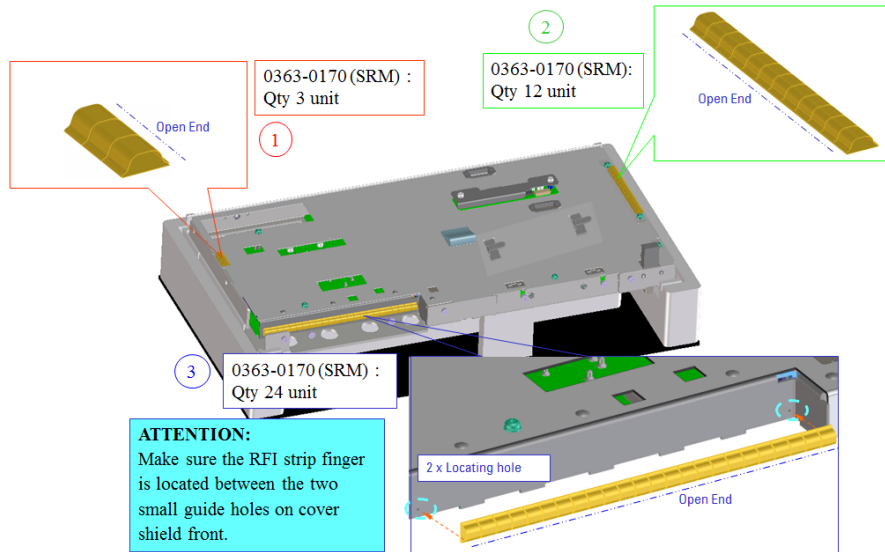 2
0363-0170 (SRM) :
Qty 3 unit
0363-0170 (SRM):
Qty 12 unit
Open End
Open End
1
3
0363-0170 (SRM) :
Qty 24 unit
ATTENTION:
Make sure the RFI strip finger
is located between the two
small guide holes on cover
shield front.
2 x Locating hole
Open End